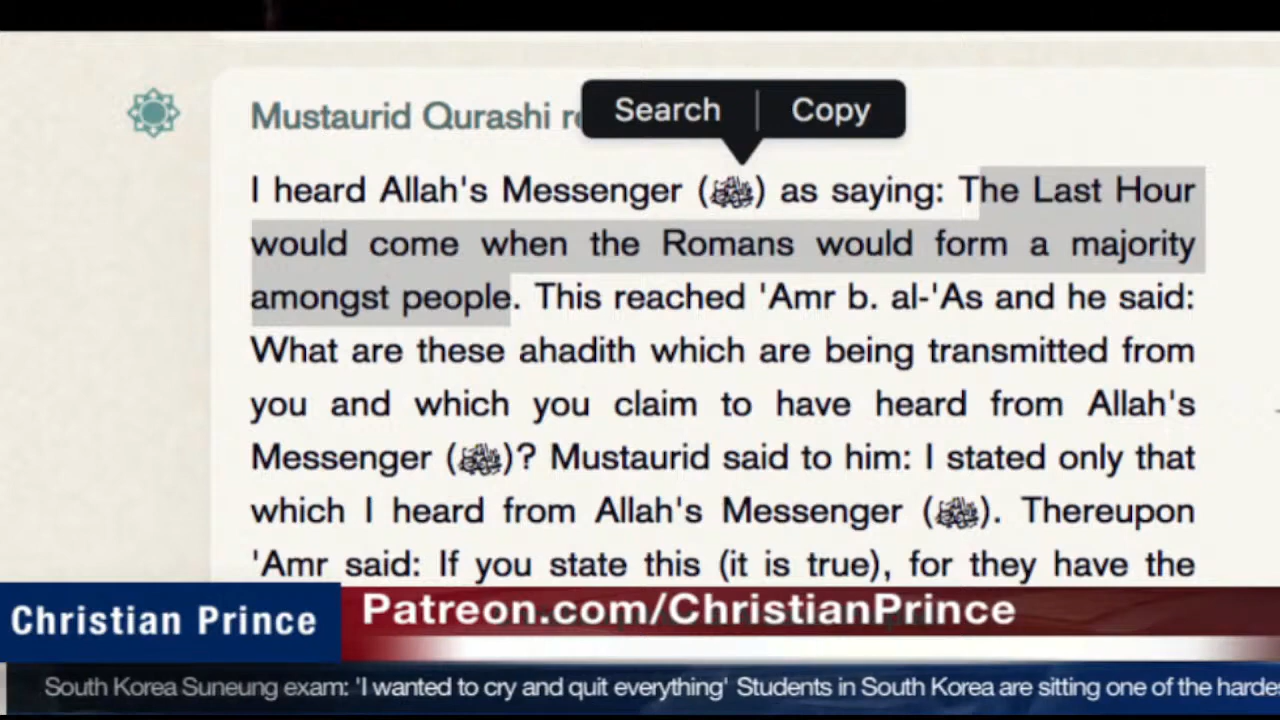 Mustaurid Qurashi
Search | Copy
I heard Allah's Messenger (ﷺ) as saying: The Last Hour
would come when the Romans would form a majority
amongst people. This reached 'Amr b. al-'As and he said:
What are these ahadith which are being transmitted from
you and which you claim to have heard from Allah's
Messenger (ﷺ)? Mustaurid said to him: I stated only that
which I heard from Allah's Messenger (ﷺ). Thereupon
'Amr said: If you state this (it is true), for they have the
Christian Prince
Patreon.com/ChristianPrince
South Korea Suneung exam: 'I wanted to cry and quit everything' Students in South Korea are sitting one of the